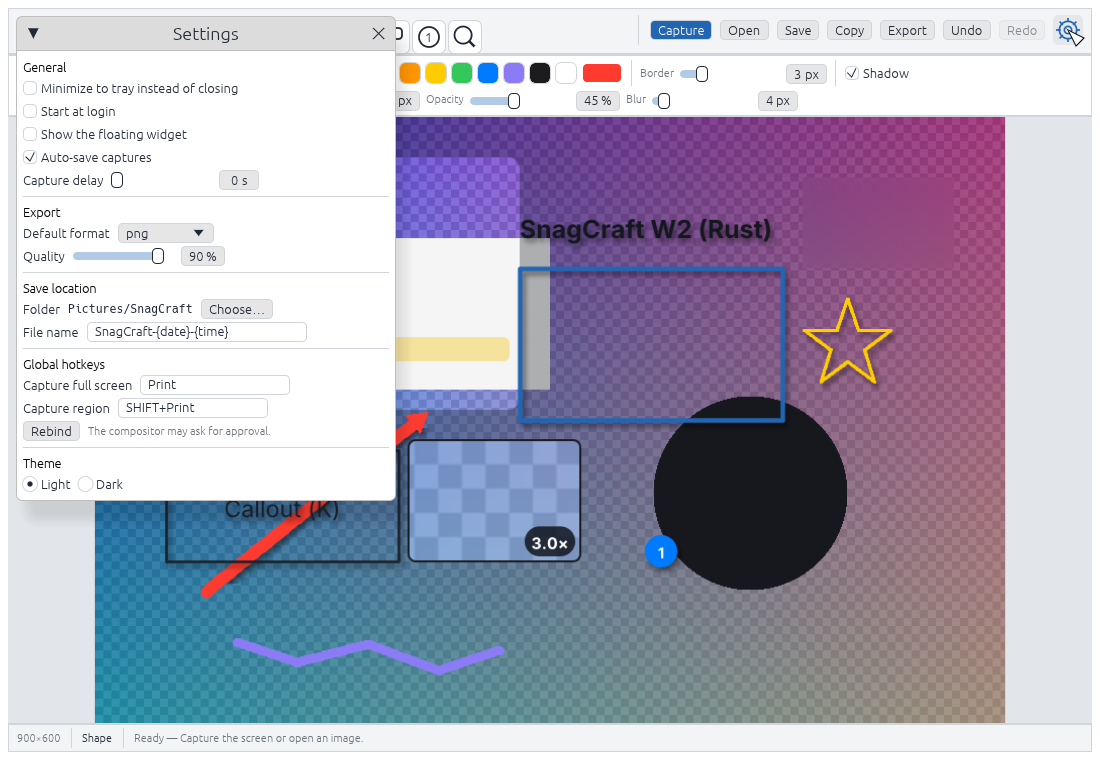 Settings
1
Capture Open Save Copy Export Undo Redo
Border 3 px Shadow
px Opacity 45 % Blur 4 px
General
Minimize to tray instead of closing
Start at login
Show the floating widget
Auto-save captures
Capture delay 0 s
Export
Default format png
Quality 90 %
Save location
Folder Pictures/SnagCraft Choose…
File name SnagCraft-{date}-{time}
Global hotkeys
Capture full screen Print
Capture region SHIFT+Print
Rebind The compositor may ask for approval.
Theme
Light Dark
SnagCraft W2 (Rust)
Callout (K)
3.0×
1
900×600 Shape Ready — Capture the screen or open an image.